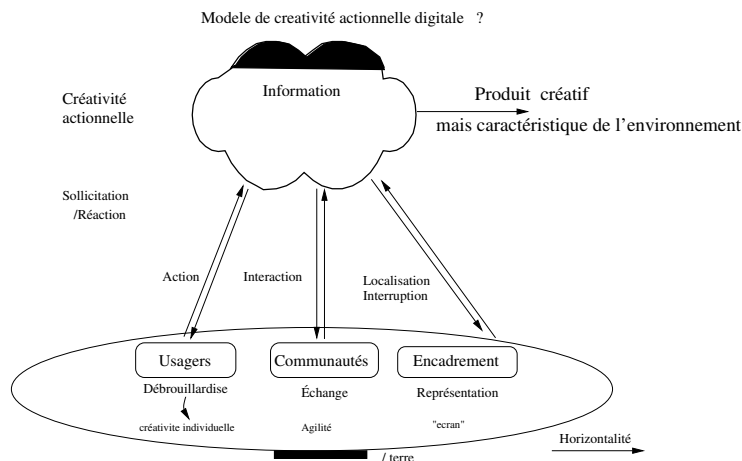 Modele de creativité actionnelle digitale ?
Information
Créativité
actionnelle
Produit créatif
mais caractéristique de l'environnement
Sollicitation
/Réaction
Action
Interaction
Localisation
Interruption
Usagers
Communautés
Encadrement
Débrouillardise
Échange
Représentation
créativite individuelle
Agilité
"ecran"
Horizontalité
/ terre